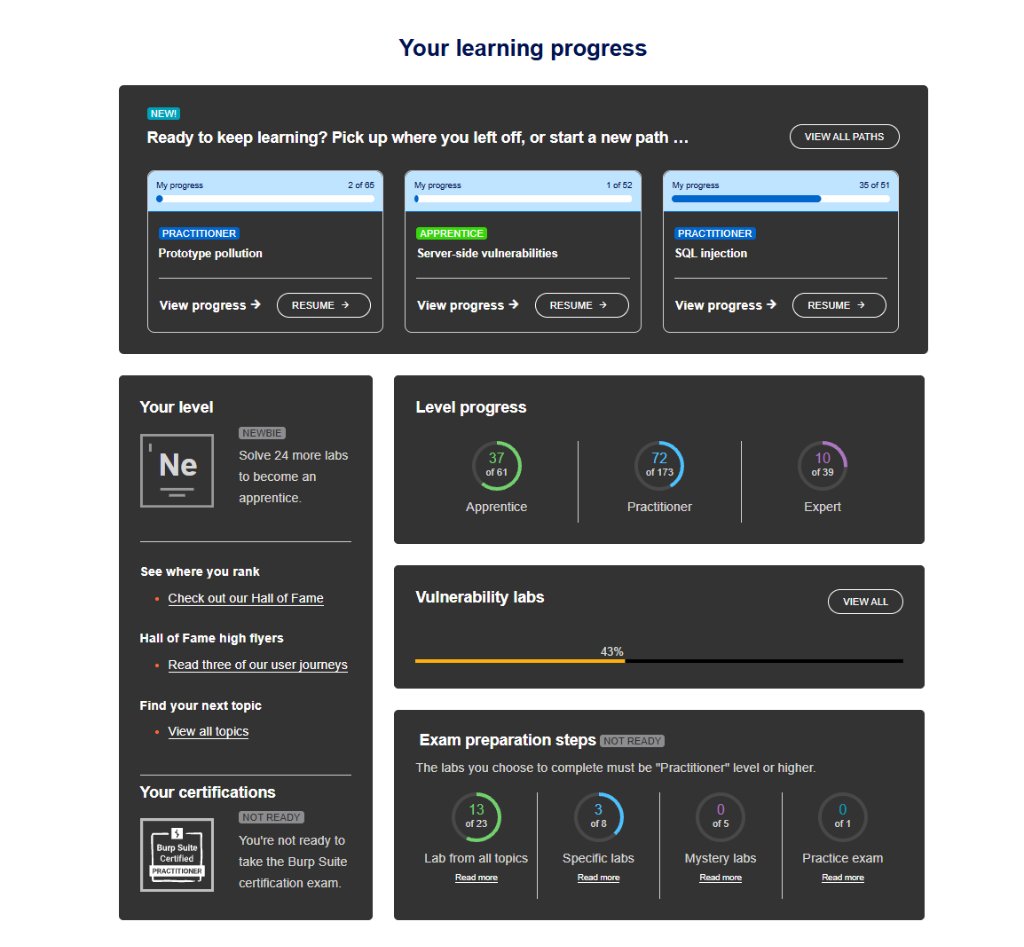 Your learning progress
NEW!
Ready to keep learning? Pick up where you left off, or start a new path …
VIEW ALL PATHS
My progress 2 of 65
PRACTITIONER
Prototype pollution
View progress → RESUME →
My progress 1 of 52
APPRENTICE
Server-side vulnerabilities
View progress → RESUME →
My progress 35 of 51
PRACTITIONER
SQL injection
View progress → RESUME →
Your level
Ne
NEWBIE
Solve 24 more labs
to become an
apprentice.
See where you rank
• Check out our Hall of Fame
Hall of Fame high flyers
• Read three of our user journeys
Find your next topic
• View all topics
Your certifications
Burp Suite
Certified
PRACTITIONER
NOT READY
You're not ready to
take the Burp Suite
certification exam.
Level progress
37
of 61
Apprentice
72
of 173
Practitioner
10
of 39
Expert
Vulnerability labs
VIEW ALL
43%
Exam preparation steps NOT READY
The labs you choose to complete must be "Practitioner" level or higher.
13
of 23
Lab from all topics
Read more
3
of 8
Specific labs
Read more
0
of 5
Mystery labs
Read more
0
of 1
Practice exam
Read more